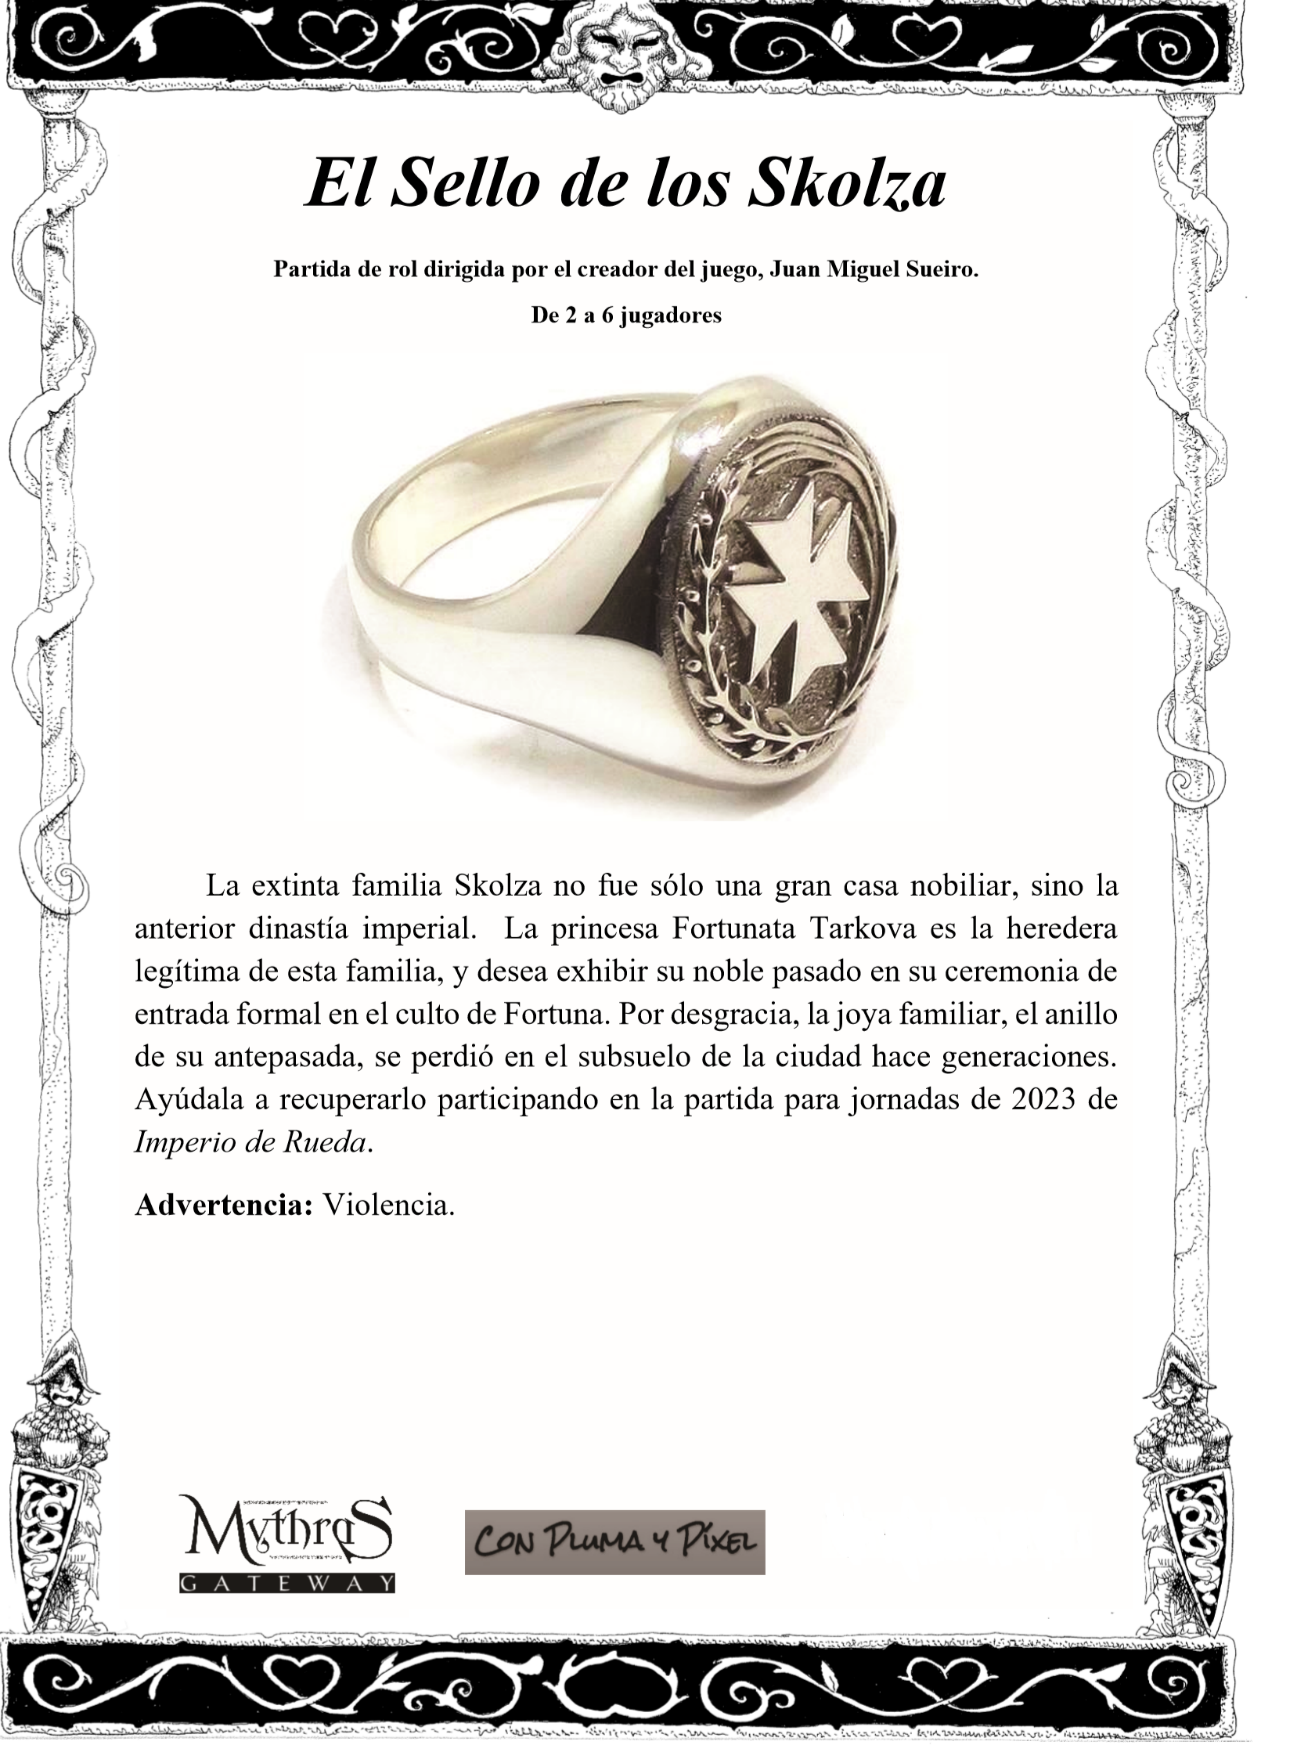 El Sello de los Skolza
Partida de rol dirigida por el creador del juego, Juan Miguel Sueiro.
De 2 a 6 jugadores
La extinta familia Skolza no fue sólo una gran casa nobiliar, sino la
anterior dinastía imperial. La princesa Fortunata Tarkova es la heredera
legítima de esta familia, y desea exhibir su noble pasado en su ceremonia de
entrada formal en el culto de Fortuna. Por desgracia, la joya familiar, el anillo
de su antepasada, se perdió en el subsuelo de la ciudad hace generaciones.
Ayúdala a recuperarlo participando en la partida para jornadas de 2023 de
Imperio de Rueda.
Advertencia: Violencia.
MythraS
GATEWAY
CON PLUMA Y PÍXEL